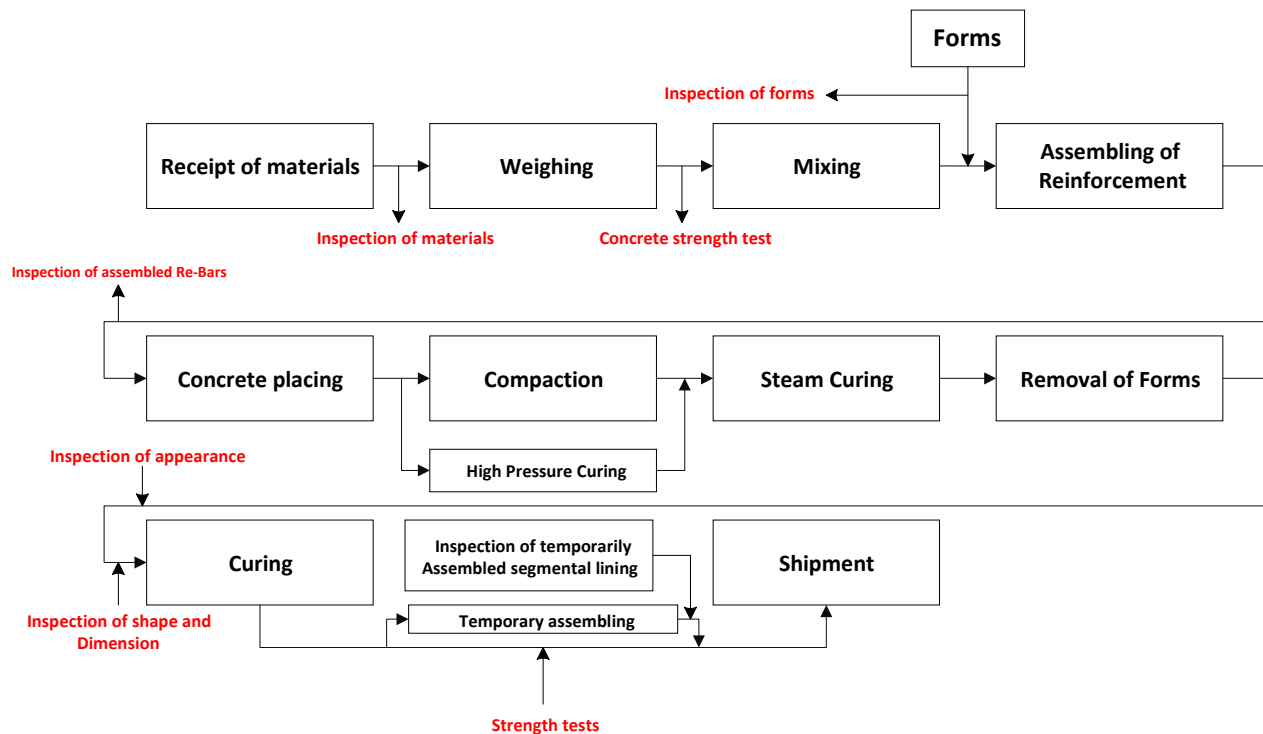 Forms
Inspection of forms
Receipt of materials
Weighing
Mixing
Assembling of
Reinforcement
Inspection of materials
Concrete strength test
Inspection of assembled Re-Bars
Concrete placing
Compaction
Steam Curing
Removal of Forms
High Pressure Curing
Inspection of appearance
Curing
Inspection of temporarily
Assembled segmental lining
Shipment
Inspection of shape and
Dimension
Temporary assembling
Strength tests